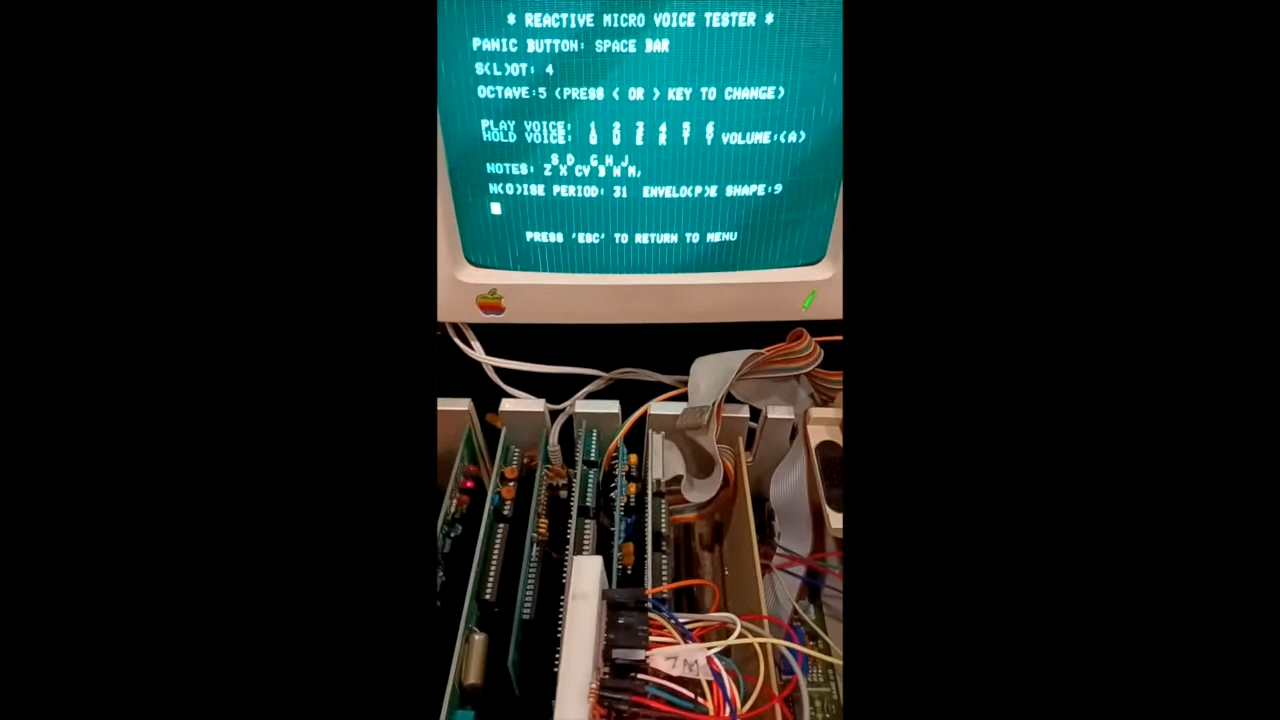 * REACTIVE MICRO VOICE TESTER *
PANIC BUTTON: SPACE BAR
S(L)OT: 4
OCTAVE:5 (PRESS < OR > KEY TO CHANGE)
PLAY VOICE: 1 2 3 4 5 6
HOLD VOICE: Q W E R T Y VOLUME:(A)
S D G H J
NOTES: Z X C V B N M,
N(O)ISE PERIOD: 31 ENVELO(P)E SHAPE:9
PRESS 'ESC' TO RETURN TO MENU
7M